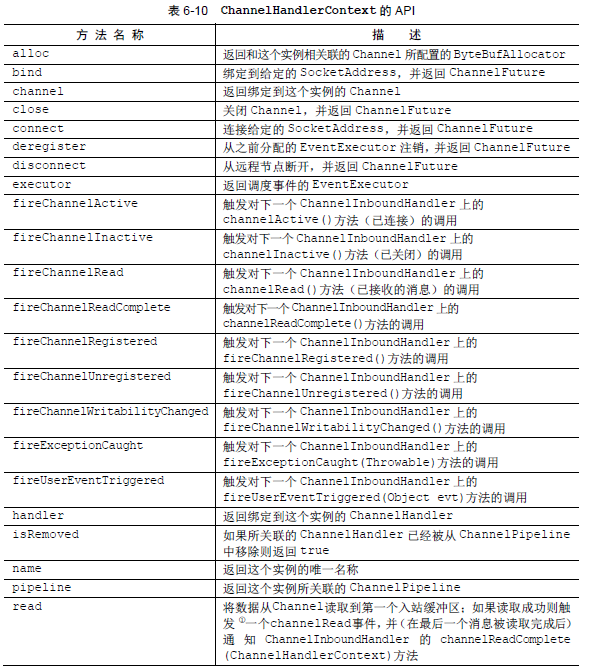 表 6-10 ChannelHandlerContext 的 API
方 法 名 称 描 述
alloc 返回和这个实例相关联的 Channel 所配置的 ByteBufAllocator
bind 绑定到给定的 SocketAddress，并返回 ChannelFuture
channel 返回绑定到这个实例的 Channel
close 关闭 Channel，并返回 ChannelFuture
connect 连接给定的 SocketAddress，并返回 ChannelFuture
deregister 从之前分配的 EventExecutor 注销，并返回 ChannelFuture
disconnect 从远程节点断开，并返回 ChannelFuture
executor 返回调度事件的 EventExecutor
fireChannelActive 触发对下一个 ChannelInboundHandler 上的
channelActive()方法（已连接）的调用
fireChannelInactive 触发对下一个 ChannelInboundHandler 上的
channelInactive()方法（已关闭）的调用
fireChannelRead 触发对下一个 ChannelInboundHandler 上的
channelRead()方法（已接收的消息）的调用
fireChannelReadComplete 触发对下一个 ChannelInboundHandler 上的
channelReadComplete()方法的调用
fireChannelRegistered 触发对下一个 ChannelInboundHandler 上的
fireChannelRegistered()方法的调用
fireChannelUnregistered 触发对下一个 ChannelInboundHandler 上的
fireChannelUnregistered()方法的调用
fireChannelWritabilityChanged 触发对下一个 ChannelInboundHandler 上的
fireChannelWritabilityChanged()方法的调用
fireExceptionCaught 触发对下一个 ChannelInboundHandler 上的
fireExceptionCaught(Throwable)方法的调用
fireUserEventTriggered 触发对下一个 ChannelInboundHandler 上的
fireUserEventTriggered(Object evt)方法的调用
handler 返回绑定到这个实例的 ChannelHandler
isRemoved 如果所关联的 ChannelHandler 已经被从 ChannelPipeline
中移除则返回 true
name 返回这个实例的唯一名称
pipeline 返回这个实例所关联的 ChannelPipeline
read 将数据从Channel读取到第一个入站缓冲区；如果读取成功则触
发①一个channelRead事件，并（在最后一个消息被读取完成后）
通 知 ChannelInboundHandler 的 channelReadComplete
(ChannelHandlerContext)方法